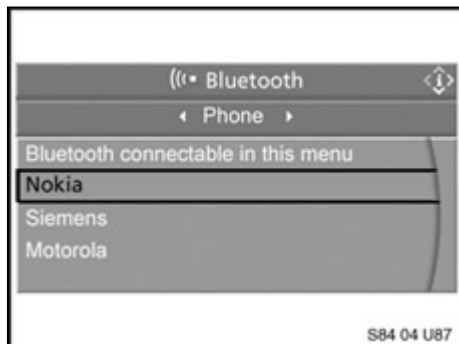 Bluetooth
Phone
Bluetooth connectable in this menu
Nokia
Siemens
Motorola
S84 04 U87